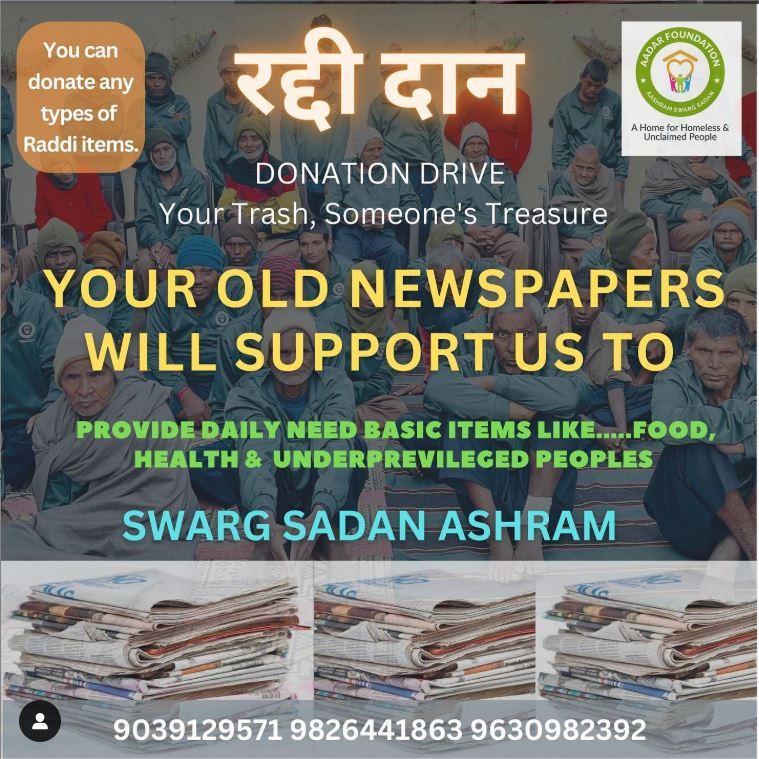 You can
donate any
types of
Raddi items.
रद्दी दान
AADAR FOUNDATION
AASHRAM SWARG SADAN
A Home for Homeless &
Unclaimed People
DONATION DRIVE
Your Trash, Someone's Treasure
YOUR OLD NEWSPAPERS
WILL SUPPORT US TO
PROVIDE DAILY NEED BASIC ITEMS LIKE.....FOOD,
HEALTH & UNDERPREVILEGED PEOPLES
SWARG SADAN ASHRAM
9039129571 9826441863 9630982392